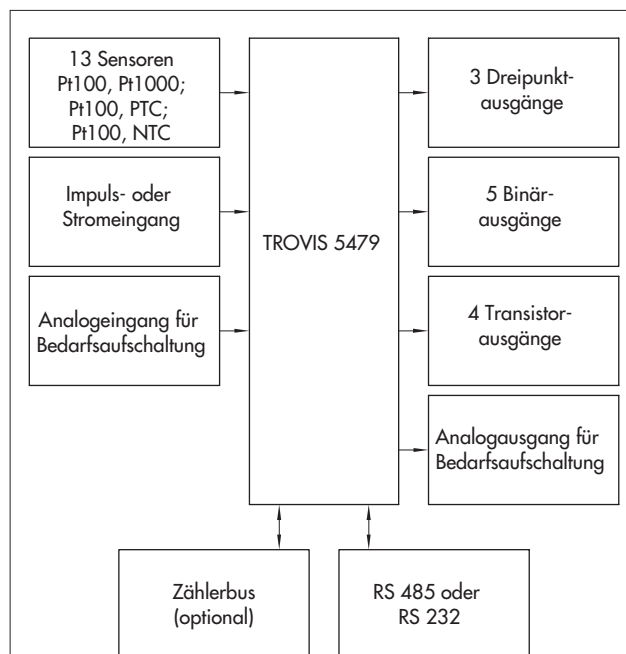 13 Sensoren
Pt100, Pt1000;
Pt100, PTC;
Pt100, NTC
Impuls- oder
Stromeingang
Analogeingang für
Bedarfsaufschaltung
TROVIS 5479
3 Dreipunkt-
ausgänge
5 Binär-
ausgänge
4 Transistor-
ausgänge
Analogausgang für
Bedarfsaufschaltung
Zählerbus
(optional)
RS 485 oder
RS 232